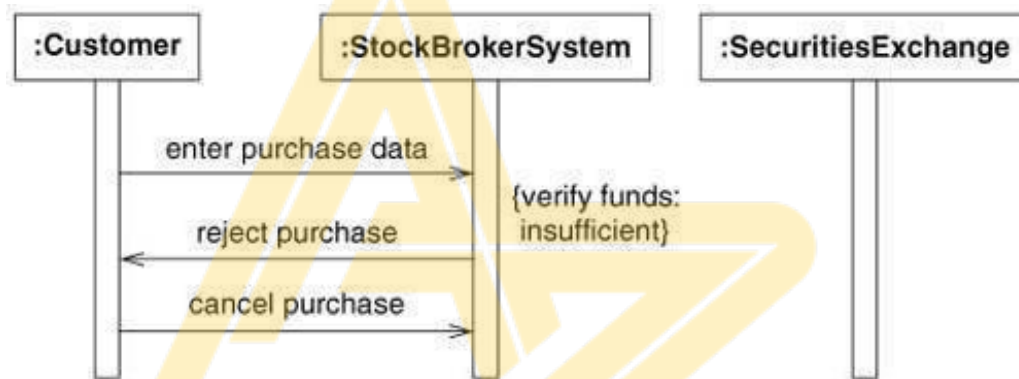 :Customer
:StockBrokerSystem
:SecuritiesExchange
enter purchase data
{verify funds:
insufficient}
reject purchase
cancel purchase